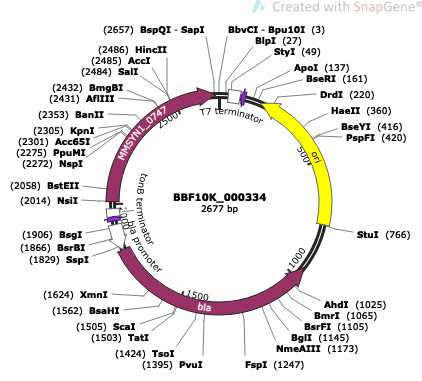 Created with SnapGene®
(2657) BspQI - SapI
BbvCI - Bpu10I (3)
BlpI (27)
StyI (49)
(2486) HincII
(2485) AccI
(2484) SalI
ApoI (137)
BseRI (161)
(2432) BmgBI
(2431) AflIII
DrdI (220)
(2353) BanII
HaeII (360)
(2305) KpnI
(2301) Acc65I
BseYI (416)
PspFI (420)
(2275) PpuMI
(2272) NspI
(2058) BstEII
(2014) NsiI
StuI (766)
(1906) BsgI
(1866) BsrBI
(1829) SspI
(1624) XmnI
(1562) BsaHI
(1505) ScaI
(1503) TatI
(1424) TsoI
(1395) PvuI
FspI (1247)
AhdI (1025)
BmrI (1065)
BsrFI (1105)
BglI (1145)
NmeAIII (1173)
T7 terminator
MMSYN1_0747
2500
ori
500
BBF10K_000334
2677 bp
tonB terminator
bla promoter
2000
1000
1500
bla